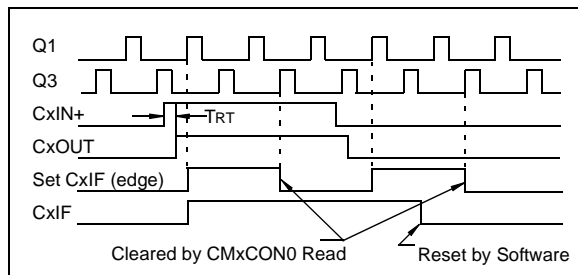 Q1
Q3
CxIN+
TRT
CxOUT
Set CxIF (edge)
CxIF
Cleared by CMxCON0 Read
Reset by Software